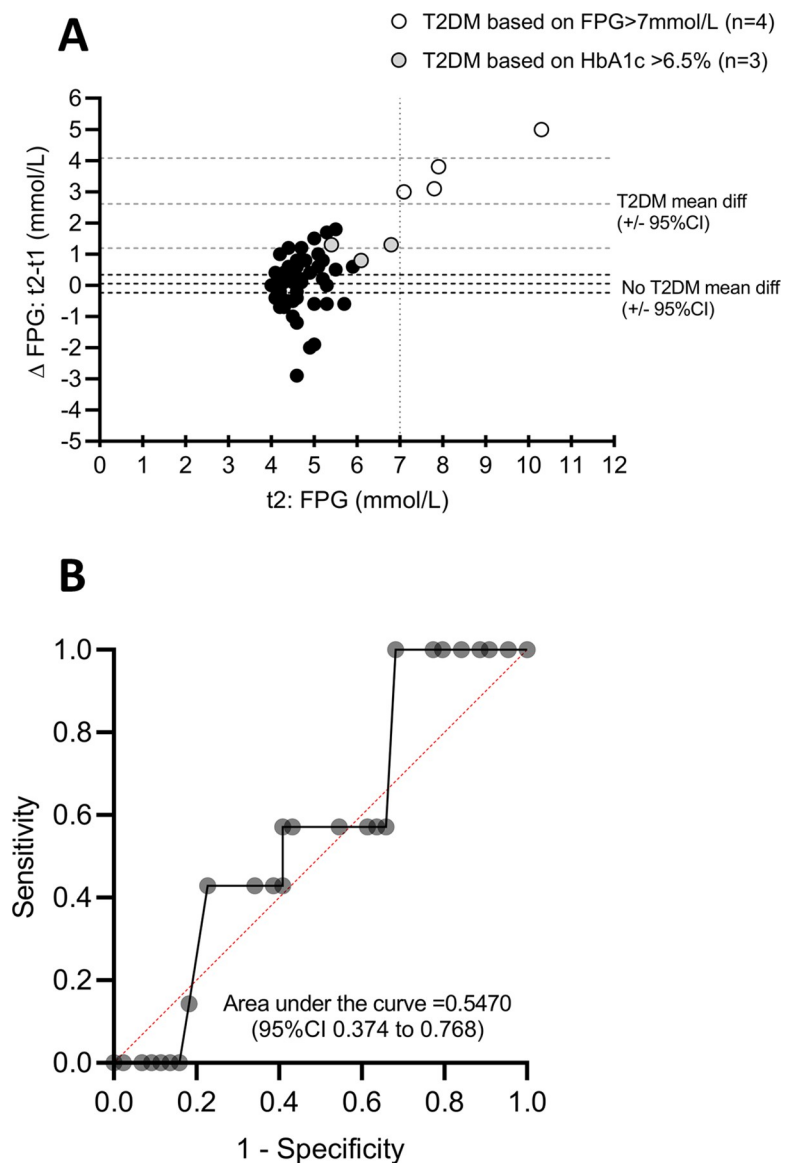 A
T2DM based on FPG>7mmol/L (n=4)
T2DM based on HbA1c >6.5% (n=3)
6
5
4
3
2
1
0
-1
-2
-3
-4
-5
Δ FPG: t2-t1 (mmol/L)
T2DM mean diff
(+/- 95%CI)
No T2DM mean diff
(+/- 95%CI)
0 1 2 3 4 5 6 7 8 9 10 11 12
t2: FPG (mmol/L)
B
1.0
0.8
0.6
0.4
0.2
0.0
Sensitivity
Area under the curve =0.5470
(95%CI 0.374 to 0.768)
0.0 0.2 0.4 0.6 0.8 1.0
1 - Specificity